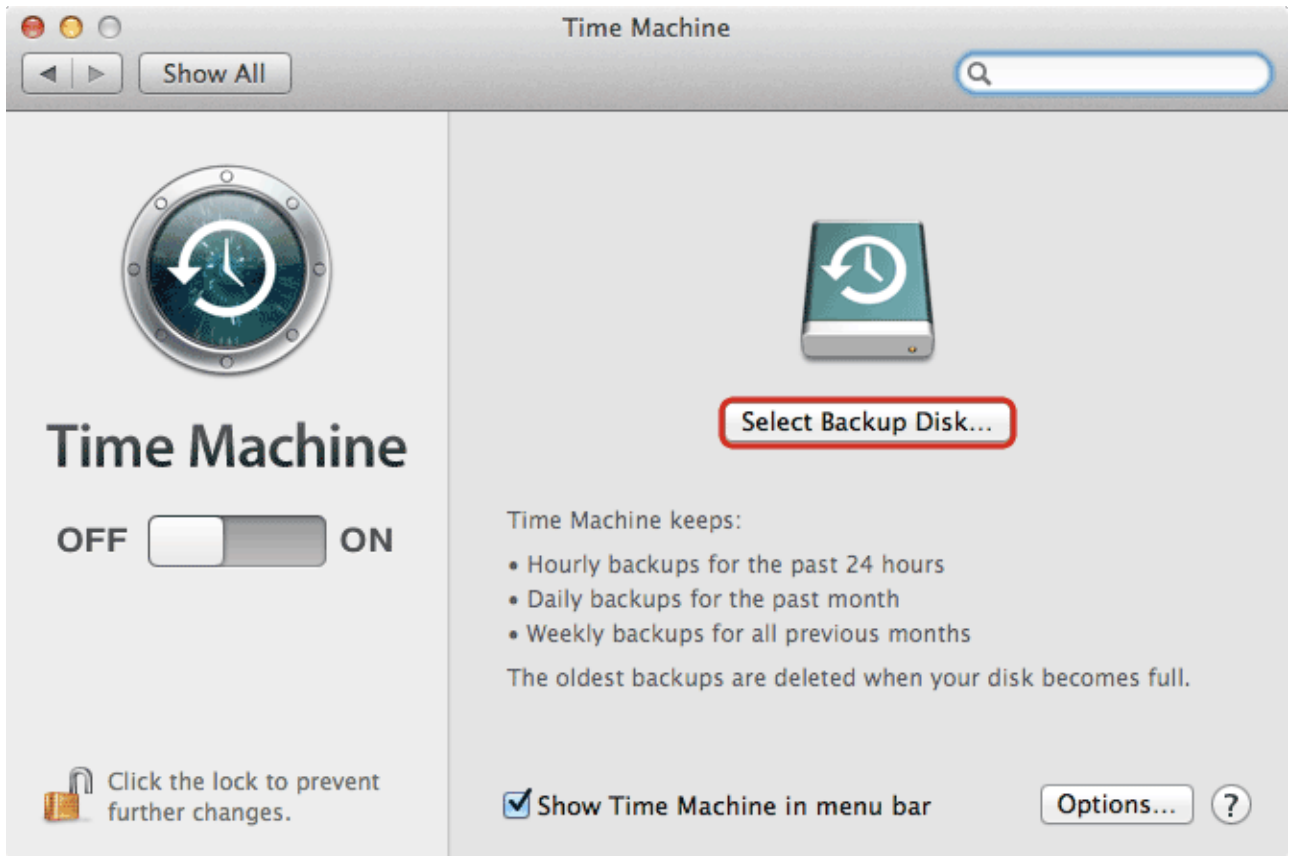 Time Machine
Show All
Time Machine
OFF ON
Click the lock to prevent
further changes.
Select Backup Disk...
Time Machine keeps:
• Hourly backups for the past 24 hours
• Daily backups for the past month
• Weekly backups for all previous months
The oldest backups are deleted when your disk becomes full.
Show Time Machine in menu bar
Options... ?